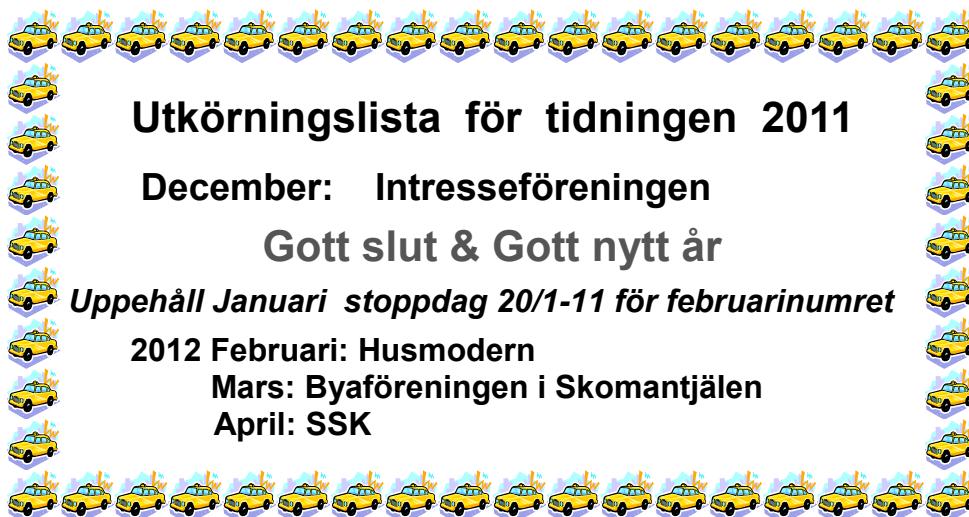 Utkörningslista för tidningen 2011
December: Intresseföreningen
Gott slut & Gott nytt år
Uppehåll Januari stoppdag 20/1-11 för februarinumret
2012 Februari: Husmodern
Mars: Byaföreningen i Skomantjälen
April: SSK